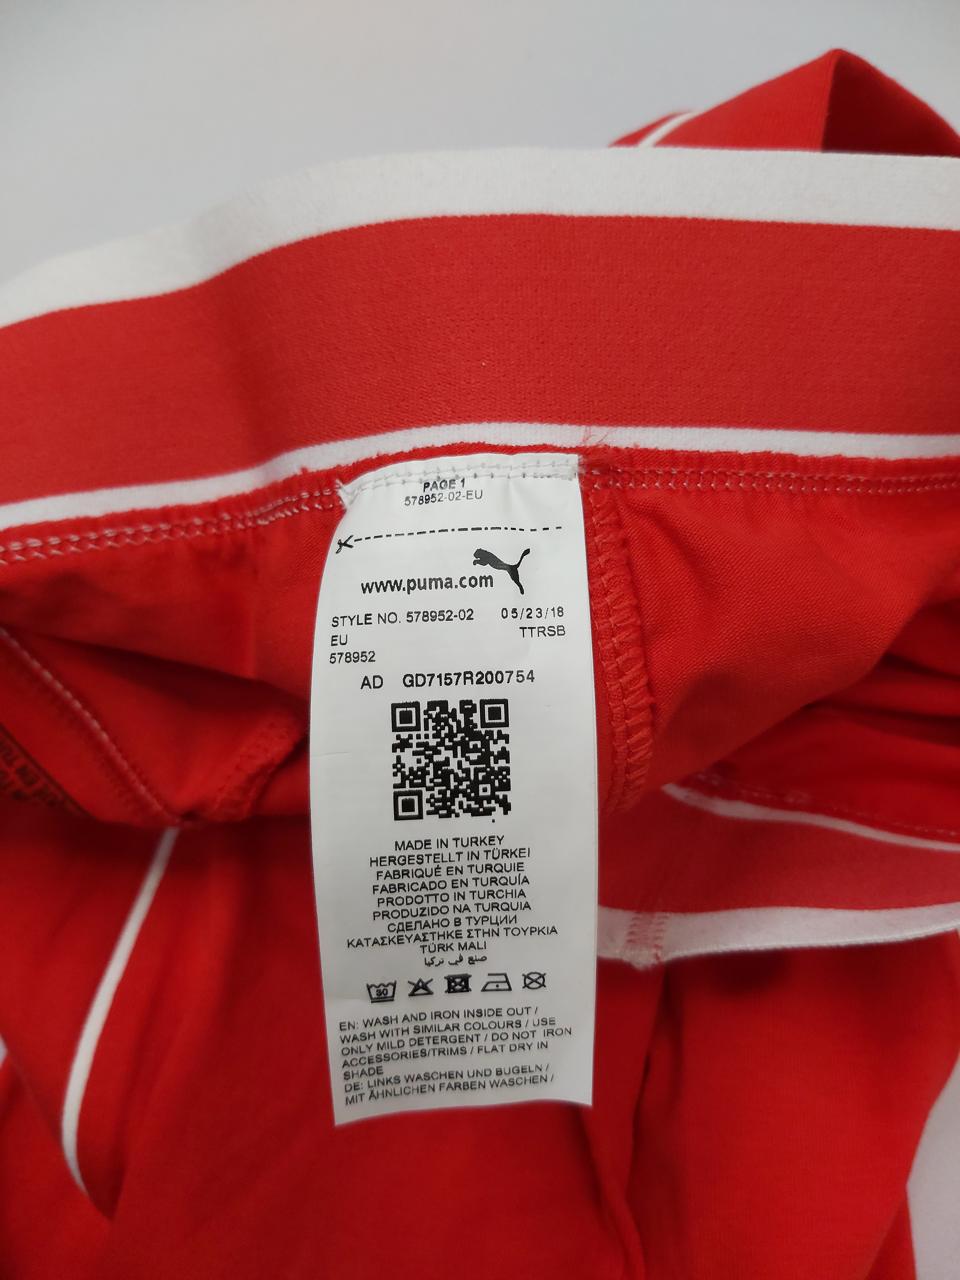 PAGE 1
578952-02-EU
www.puma.com
STYLE NO. 578952-02 05/23/18
EU TTRSB
578952
AD GD7157R200754
MADE IN TURKEY
HERGESTELLT IN TÜRKEI
FABRIQUÉ EN TURQUIE
FABRICADO EN TURQUÍA
PRODOTTO IN TURCHIA
PRODUZIDO NA TURQUIA
СДЕЛАНО В ТУРЦИИ
ΚΑΤΑΣΚΕΥΑΣΤΗΚΕ ΣΤΗΝ ΤΟΥΡΚΙΑ
TÜRK MALI
صنع في تركيا
30
EN: WASH AND IRON INSIDE OUT /
WASH WITH SIMILAR COLOURS / USE
ONLY MILD DETERGENT / DO NOT IRON
ACCESSORIES/TRIMS / FLAT DRY IN
SHADE
DE: LINKS WASCHEN UND BUGELN /
MIT ÄHNLICHEN FARBEN WASCHEN /